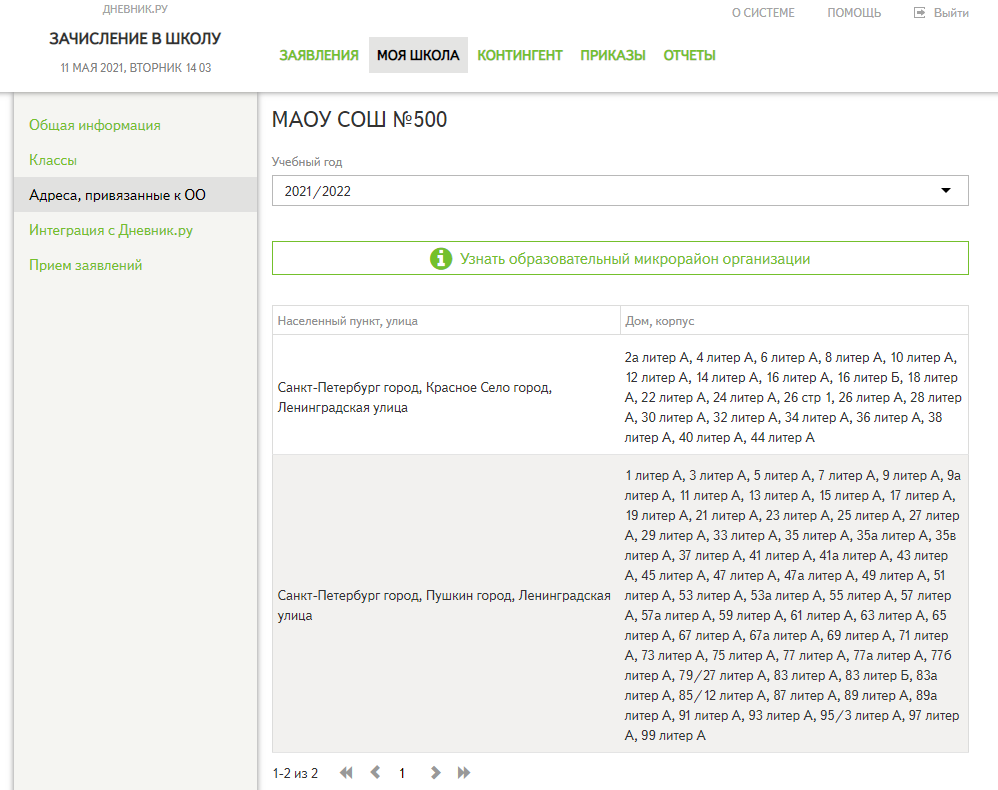 ДНЕВНИК.РУ
ЗАЧИСЛЕНИЕ В ШКОЛУ
11 МАЯ 2021, ВТОРНИК 14 03
О СИСТЕМЕ
ПОМОЩЬ
Выйти
ЗАЯВЛЕНИЯ
МОЯ ШКОЛА
КОНТИНГЕНТ
ПРИКАЗЫ
ОТЧЕТЫ
Общая информация
Классы
Адреса, привязанные к ОО
Интеграция с Дневник.ру
Прием заявлений
МАОУ СОШ №500
Учебный год
2021/2022
Узнать образовательный микрорайон организации
Населенный пункт, улица
Дом, корпус
Санкт-Петербург город, Красное Село город,
Ленинградская улица
2а литер А, 4 литер А, 6 литер А, 8 литер А, 10 литер А,
12 литер А, 14 литер А, 16 литер А, 16 литер Б, 18 литер
А, 22 литер А, 24 литер А, 26 стр 1, 26 литер А, 28 литер
А, 30 литер А, 32 литер А, 34 литер А, 36 литер А, 38
литер А, 40 литер А, 44 литер А
Санкт-Петербург город, Пушкин город, Ленинградская
улица
1 литер А, 3 литер А, 5 литер А, 7 литер А, 9 литер А, 9а
литер А, 11 литер А, 13 литер А, 15 литер А, 17 литер А,
19 литер А, 21 литер А, 23 литер А, 25 литер А, 27 литер
А, 29 литер А, 33 литер А, 35 литер А, 35а литер А, 35в
литер А, 37 литер А, 41 литер А, 41а литер А, 43 литер
А, 45 литер А, 47 литер А, 47а литер А, 49 литер А, 51
литер А, 53 литер А, 53а литер А, 55 литер А, 57 литер
А, 57а литер А, 59 литер А, 61 литер А, 63 литер А, 65
литер А, 67 литер А, 67а литер А, 69 литер А, 71 литер
А, 73 литер А, 75 литер А, 77 литер А, 77а литер А, 77б
литер А, 79/27 литер А, 83 литер А, 83 литер Б, 83а
литер А, 85/12 литер А, 87 литер А, 89 литер А, 89а
литер А, 91 литер А, 93 литер А, 95/3 литер А, 97 литер
А, 99 литер А
1-2 из 2
1